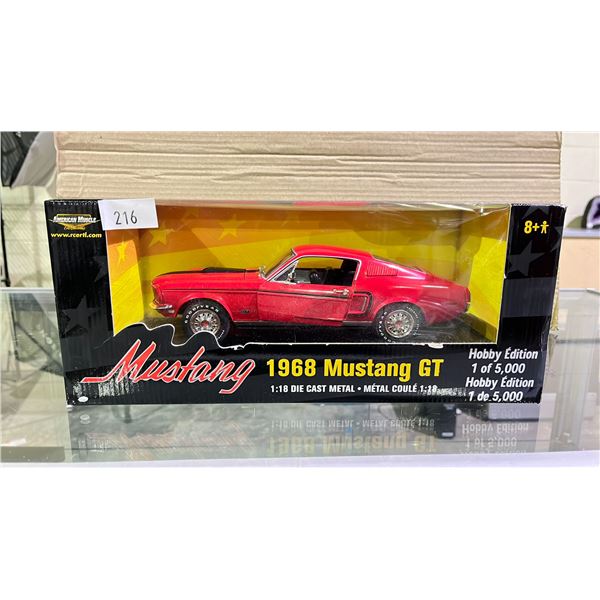 AMERICAN MUSCLE
www.rcertl.com
216
8+
Mustang
1968 Mustang GT
1:18 DIE CAST METAL • MÉTAL COULÉ 1:18
Hobby Édition
1 of 5,000
Hobby Édition
1 de 5,000